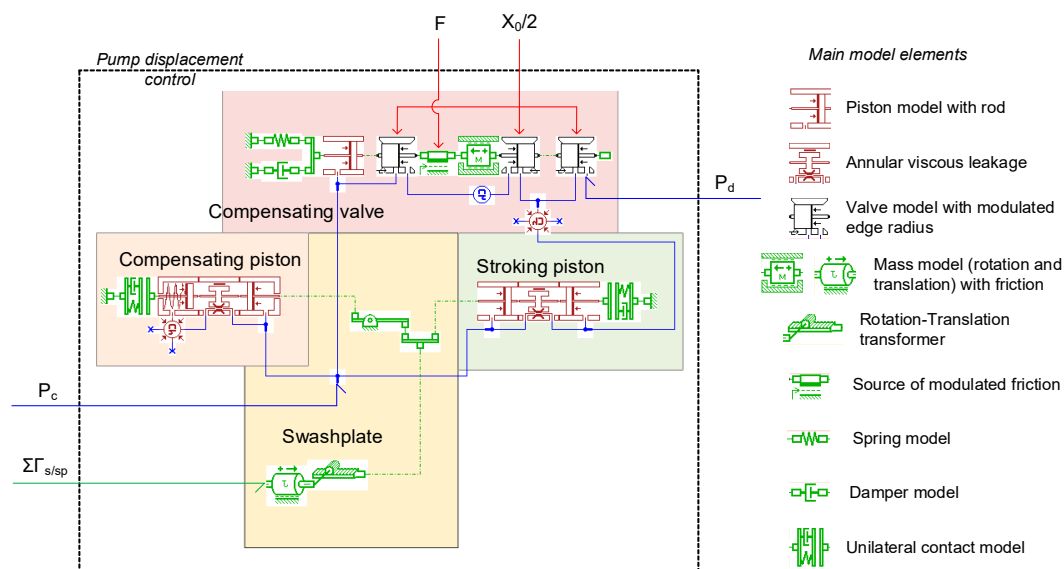 F
X₀/2
Pump displacement
control
Main model elements
Piston model with rod
Annular viscous leakage
P_d
Compensating valve
Valve model with modulated
edge radius
Compensating piston
Stroking piston
Mass model (rotation and
translation) with friction
Rotation-Translation
transformer
P_c
Source of modulated friction
Swashplate
Spring model
ΣΓ_s/sp
Damper model
Unilateral contact model